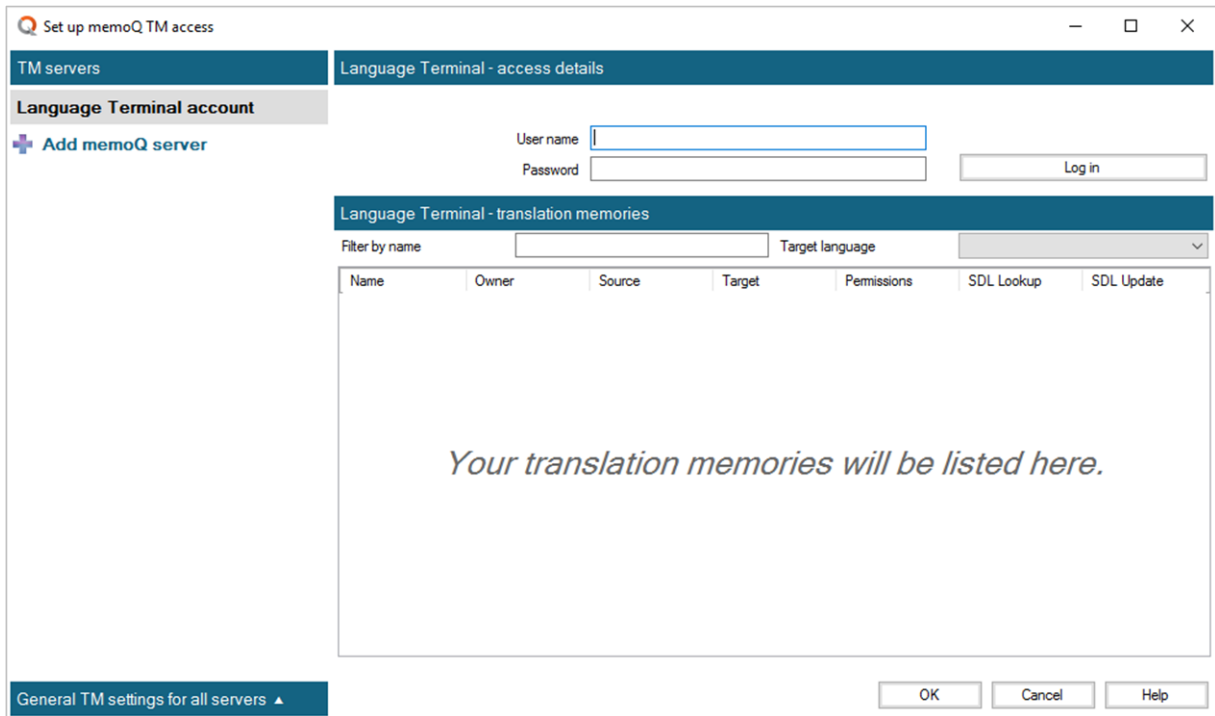 Set up memoQ TM access
TM servers
Language Terminal account
Add memoQ server
General TM settings for all servers ▲
Language Terminal - access details
User name
Password
Log in
Language Terminal - translation memories
Filter by name
Target language
Name Owner Source Target Permissions SDL Lookup SDL Update
Your translation memories will be listed here.
OK Cancel Help